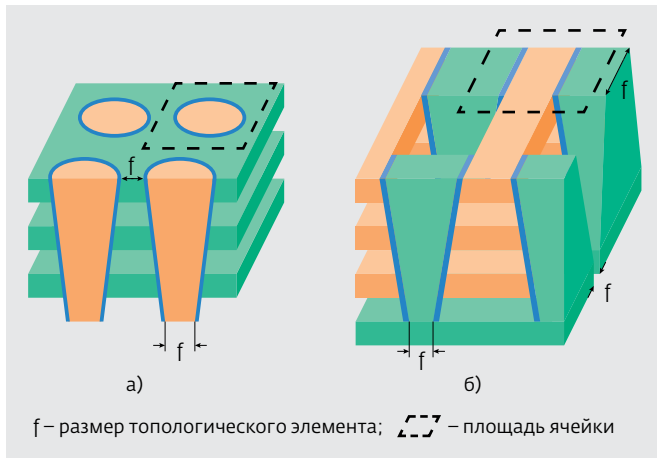 f
f
f
f
f
а)
б)
f – размер топологического элемента; – площадь ячейки